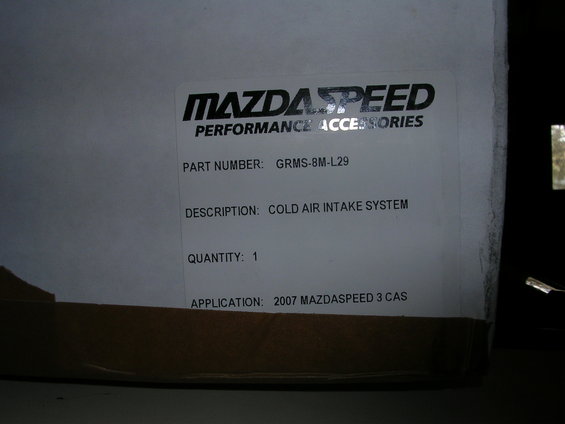 MAZDASPEED
PERFORMANCE ACCESSORIES
PART NUMBER: GRMS-8M-L29
DESCRIPTION: COLD AIR INTAKE SYSTEM
QUANTITY: 1
APPLICATION: 2007 MAZDASPEED 3 CAS